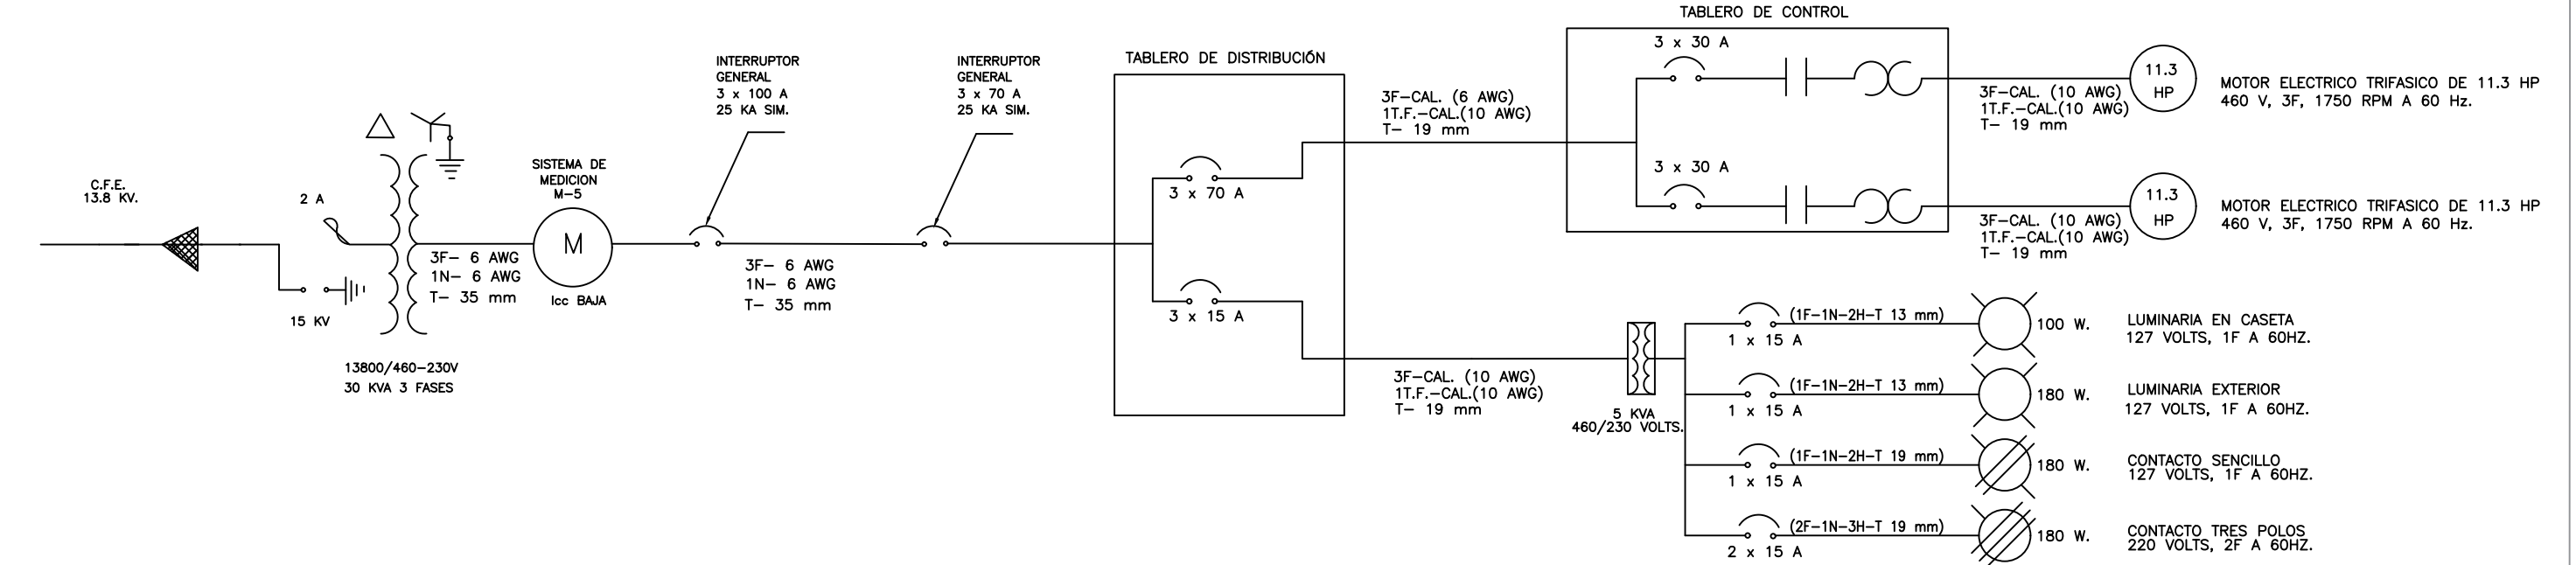 C.F.E.
13.8 KV.
15 KV
2 A
13800/460-230V
30 KVA 3 FASES
3F- 6 AWG
1N- 6 AWG
T- 35 mm
SISTEMA DE
MEDICION
M-5
M
Icc BAJA
INTERRUPTOR
GENERAL
3 x 100 A
25 KA SIM.
3F- 6 AWG
1N- 6 AWG
T- 35 mm
INTERRUPTOR
GENERAL
3 x 70 A
25 KA SIM.
TABLERO DE DISTRIBUCIÓN
3 x 70 A
3 x 15 A
3F-CAL. (6 AWG)
1T.F.-CAL.(10 AWG)
T- 19 mm
TABLERO DE CONTROL
3 x 30 A
3 x 30 A
3F-CAL. (10 AWG)
1T.F.-CAL.(10 AWG)
T- 19 mm
11.3
HP
MOTOR ELECTRICO TRIFASICO DE 11.3 HP
460 V, 3F, 1750 RPM A 60 Hz.
3F-CAL. (10 AWG)
1T.F.-CAL.(10 AWG)
T- 19 mm
11.3
HP
MOTOR ELECTRICO TRIFASICO DE 11.3 HP
460 V, 3F, 1750 RPM A 60 Hz.
3F-CAL. (10 AWG)
1T.F.-CAL.(10 AWG)
T- 19 mm
5 KVA
460/230 VOLTS.
1 x 15 A
(1F-1N-2H-T 13 mm)
100 W.
LUMINARIA EN CASETA
127 VOLTS, 1F A 60HZ.
1 x 15 A
(1F-1N-2H-T 13 mm)
180 W.
LUMINARIA EXTERIOR
127 VOLTS, 1F A 60HZ.
1 x 15 A
(1F-1N-2H-T 19 mm)
180 W.
CONTACTO SENCILLO
127 VOLTS, 1F A 60HZ.
2 x 15 A
(2F-1N-3H-T 19 mm)
180 W.
CONTACTO TRES POLOS
220 VOLTS, 2F A 60HZ.